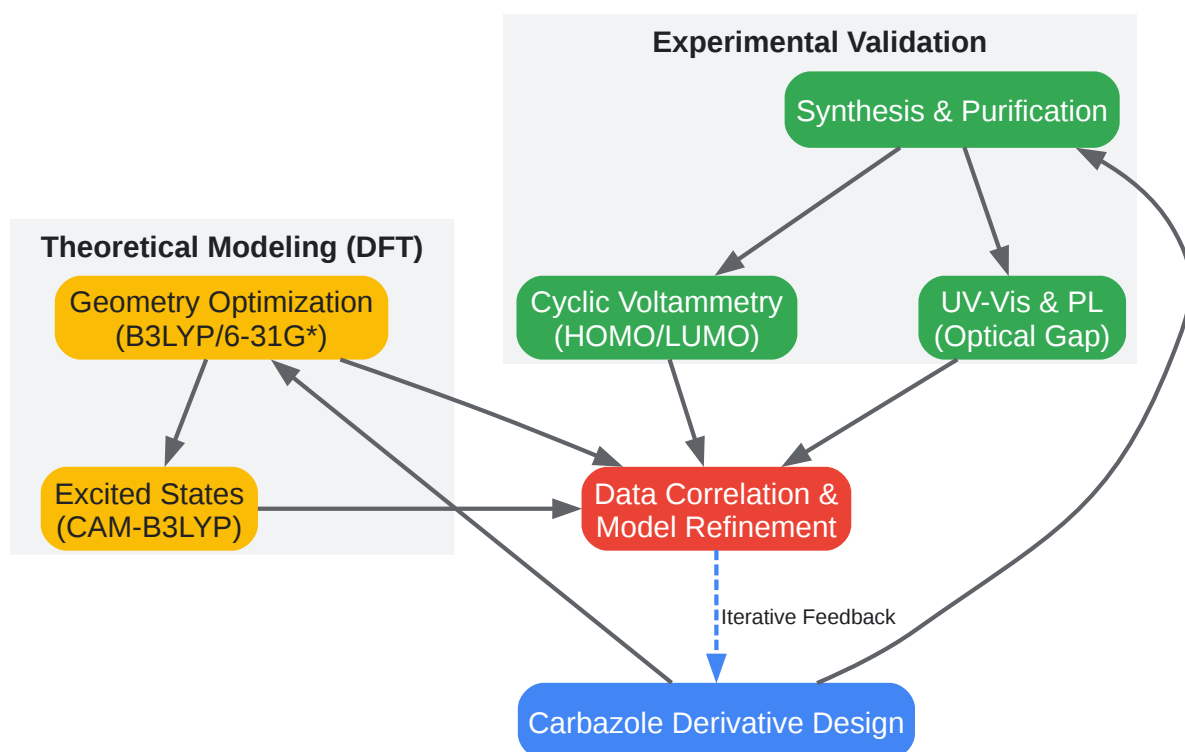 Experimental Validation
Synthesis & Purification
Theoretical Modeling (DFT)
Geometry Optimization
(B3LYP/6-31G*)
Cyclic Voltammetry
(HOMO/LUMO)
UV-Vis & PL
(Optical Gap)
Excited States
(CAM-B3LYP)
Data Correlation &
Model Refinement
Iterative Feedback
Carbazole Derivative Design